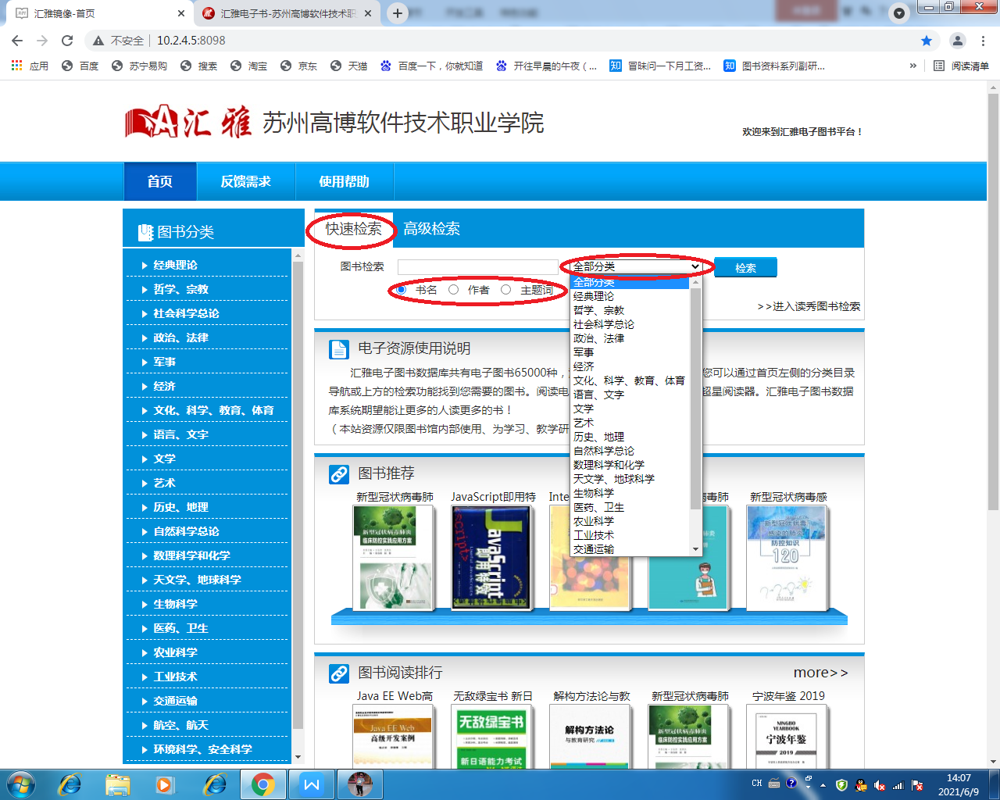 汇雅镜像-首页
汇雅电子书-苏州高博软件技术职
不安全 10.2.4.5:8098
应用 百度 苏宁易购 搜索 淘宝 京东 天猫 百度一下，你就知道 开往早晨的午夜（... 冒昧问一下月工资... 图书资料系列副研... » 阅读清单
汇雅 苏州高博软件技术职业学院
欢迎来到汇雅电子图书平台！
首页 反馈需求 使用帮助
图书分类
经典理论
哲学、宗教
社会科学总论
政治、法律
军事
经济
文化、科学、教育、体育
语言、文字
文学
艺术
历史、地理
自然科学总论
数理科学和化学
天文学、地球科学
生物科学
医药、卫生
农业科学
工业技术
交通运输
航空、航天
环境科学、安全科学
快速检索 高级检索
图书检索 全部分类 检索
书名 作者 主题词
>>进入读秀图书检索
全部分类
经典理论
哲学、宗教
社会科学总论
政治、法律
军事
经济
文化、科学、教育、体育
语言、文字
文学
艺术
历史、地理
自然科学总论
数理科学和化学
天文学、地球科学
生物科学
医药、卫生
农业科学
工业技术
交通运输
电子资源使用说明
汇雅电子图书数据库共有电子图书65000种， 您可以通过首页左侧的分类目录
导航或上方的检索功能找到您需要的图书。阅读电 超星阅读器。汇雅电子图书数据
库系统期望能让更多的人读更多的书！
（本站资源仅限图书馆内部使用、为学习、教学研
图书推荐
新型冠状病毒肺 JavaScript即用特 Inte 病毒肺 新型冠状病毒感
新型冠状病毒肺炎
临床防控实践应用方案
JavaScript
即用特效
新型冠状病毒
感染的肺炎
防控知识
120
图书阅读排行 more>>
Java EE Web高 无敌绿宝书 新日 解构方法论与教 新型冠状病毒肺 宁波年鉴 2019
Java EE Web
高级开发案例
无敌绿宝书
新日语能力考试
解构方法论
与教育研究
新型冠状病毒肺炎
临床防控实践应用方案
NINGBO
YEARBOOK
宁波年鉴
2019
CH
14:07
2021/6/9